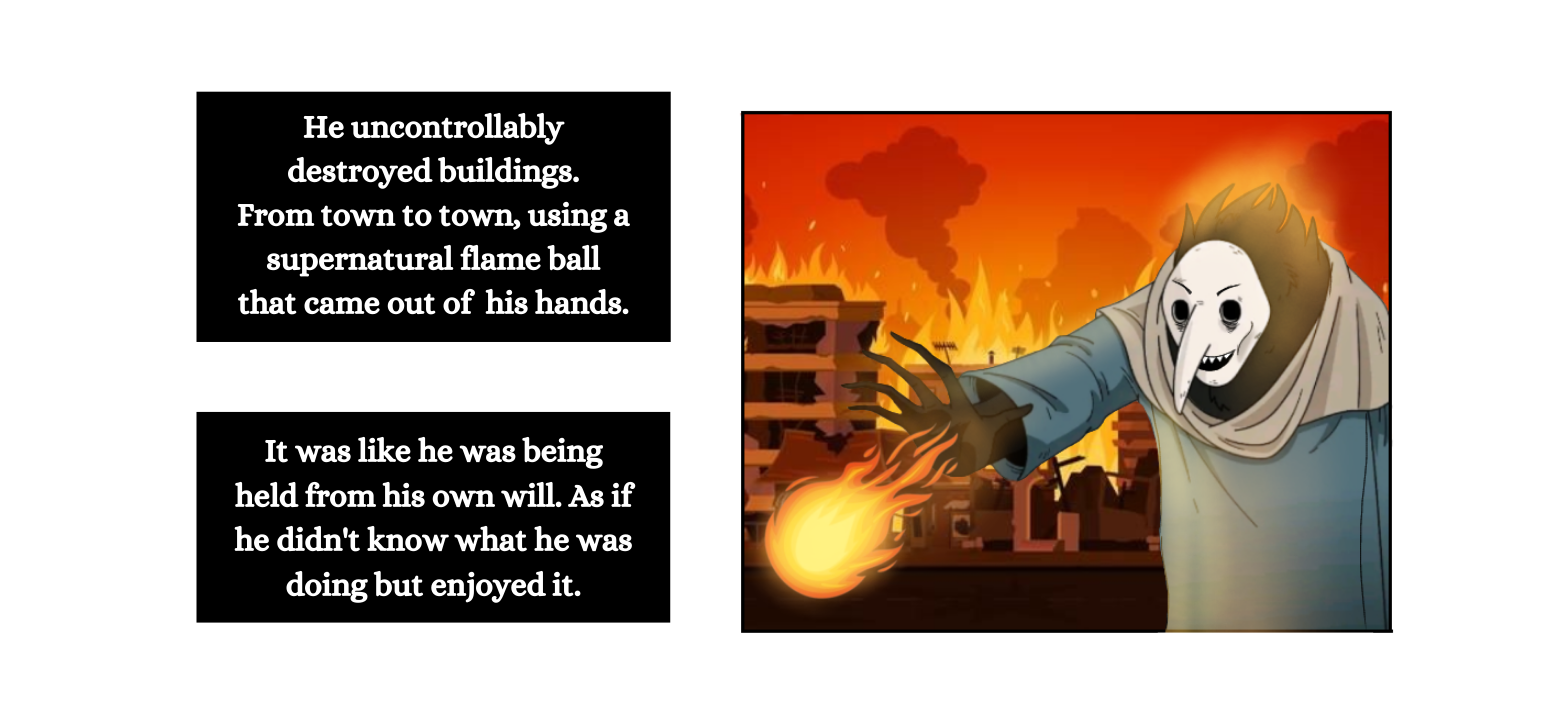 He uncontrollably
destroyed buildings.
From town to town, using a
supernatural flame ball
that came out of his hands.
It was like he was being
held from his own will. As if
he didn't know what he was
doing but enjoyed it.